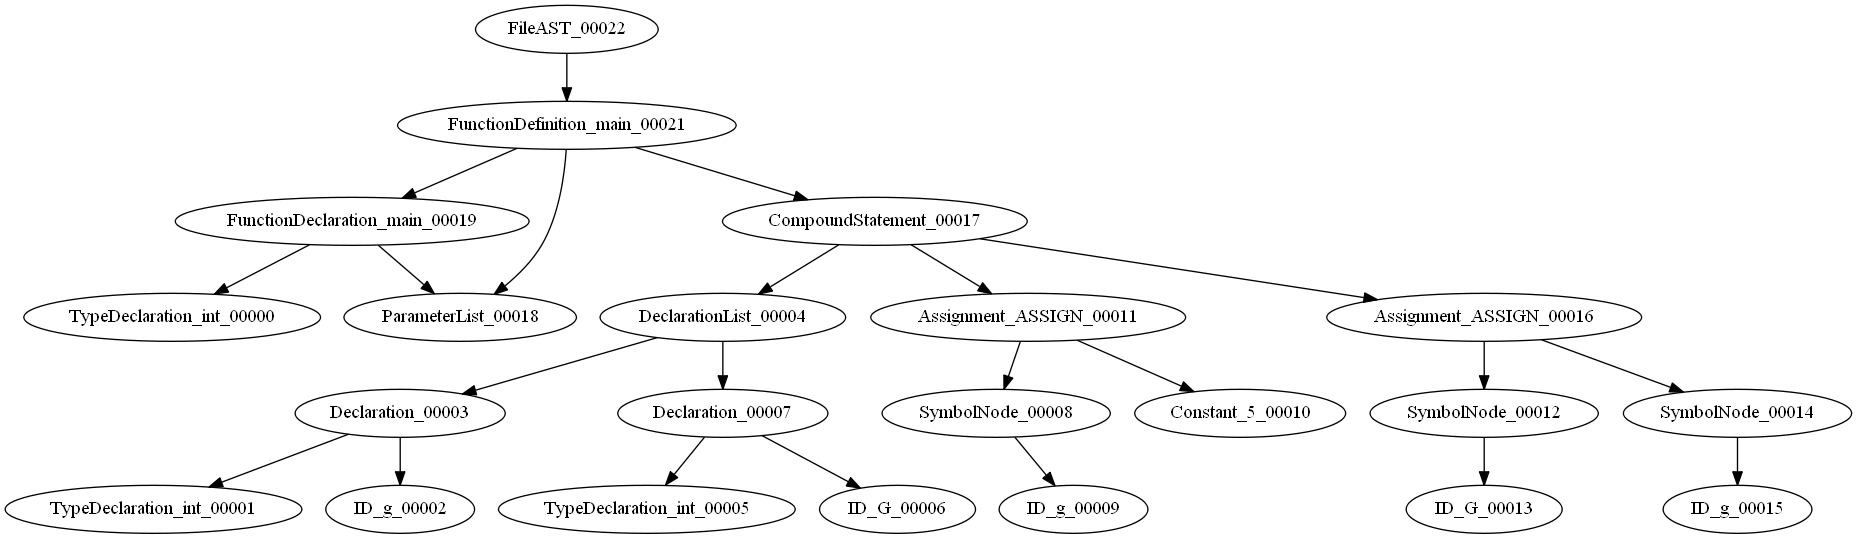 FileAST_00022
FunctionDefinition_main_00021
FunctionDeclaration_main_00019
CompoundStatement_00017
TypeDeclaration_int_00000
ParameterList_00018
DeclarationList_00004
Assignment_ASSIGN_00011
Assignment_ASSIGN_00016
Declaration_00003
Declaration_00007
SymbolNode_00008
Constant_5_00010
SymbolNode_00012
SymbolNode_00014
TypeDeclaration_int_00001
ID_g_00002
TypeDeclaration_int_00005
ID_G_00006
ID_g_00009
ID_G_00013
ID_g_00015